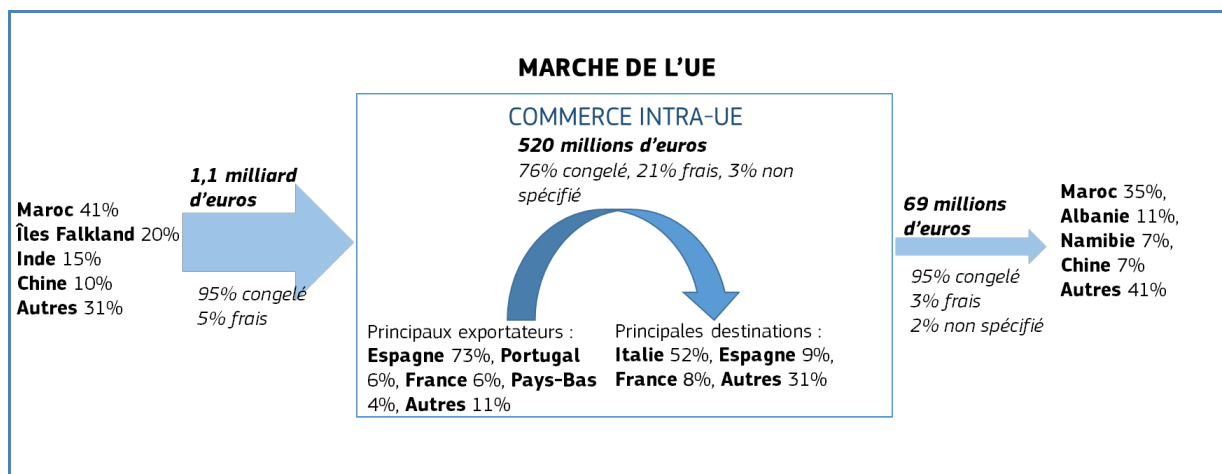 MARCHE DE L’UE
COMMERCE INTRA-UE
520 millions d’euros
76% congelé, 21% frais, 3% non
spécifié
1,1 milliard
d’euros
Maroc 41%
Îles Falkland 20%
Inde 15%
Chine 10%
Autres 31%
95% congelé
5% frais
Principaux exportateurs :
Espagne 73%, Portugal
6%, France 6%, Pays-Bas
4%, Autres 11%
Principales destinations :
Italie 52%, Espagne 9%,
France 8%, Autres 31%
69 millions
d’euros
95% congelé
3% frais
2% non spécifié
Maroc 35%,
Albanie 11%,
Namibie 7%,
Chine 7%
Autres 41%